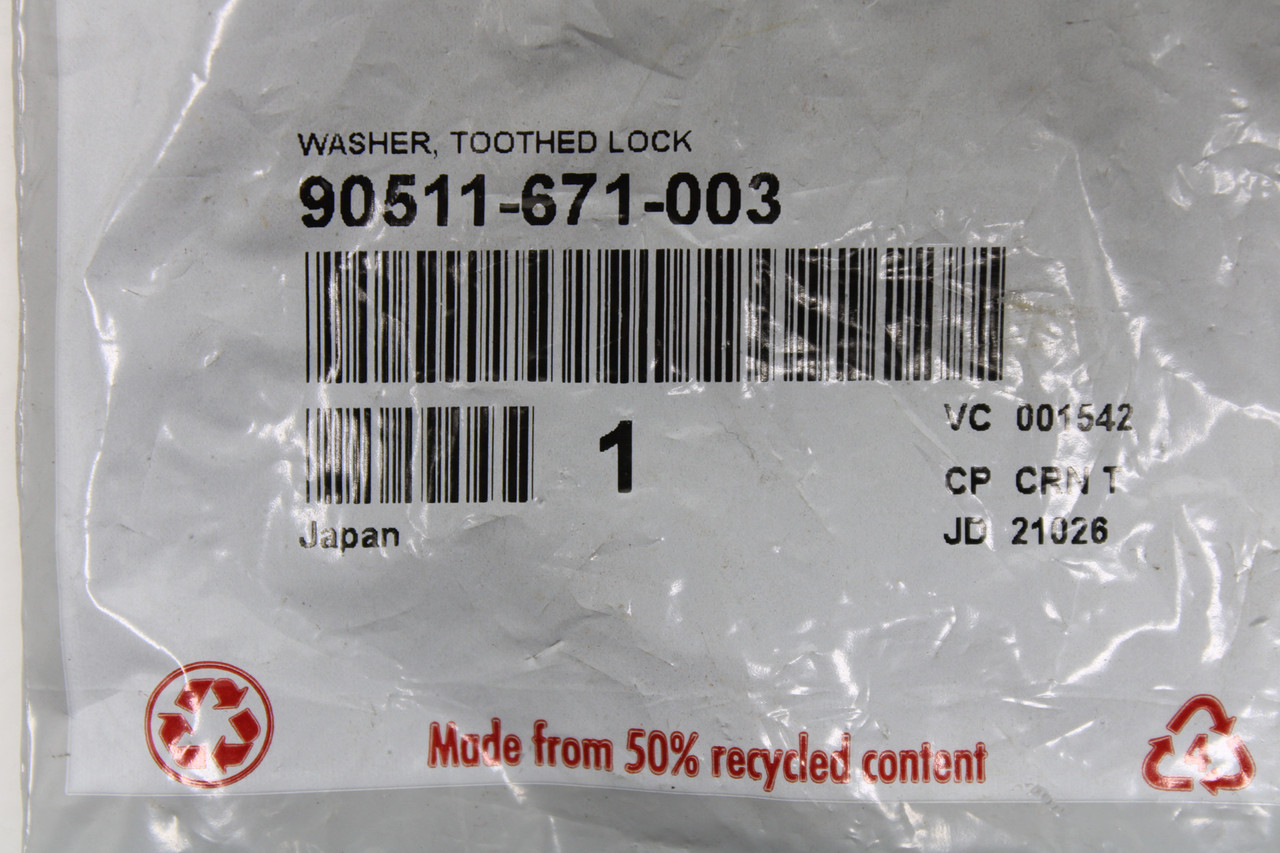 WASHER, TOOTHED LOCK
90511-671-003
1
VC 001542
CP CRN T
JD 21026
Japan
Made from 50% recycled content
4